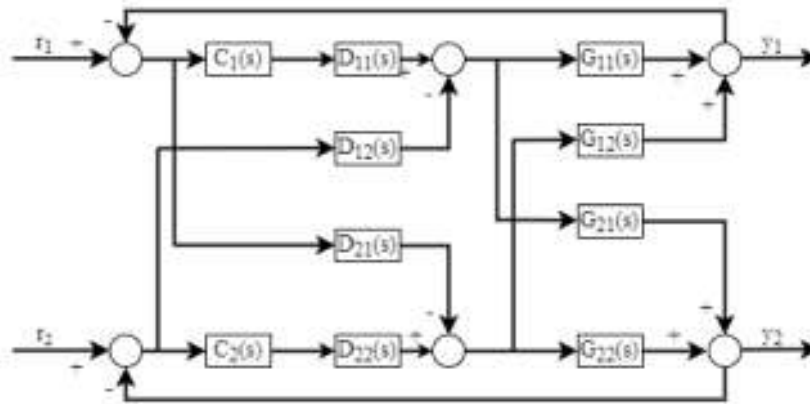 r₁ + - C₁(s) D₁₁(s) + - G₁₁(s) + + y₁
D₁₂(s) G₁₂(s)
D₂₁(s) G₂₁(s)
r₂ + - C₂(s) D₂₂(s) + - G₂₂(s) + + y₂